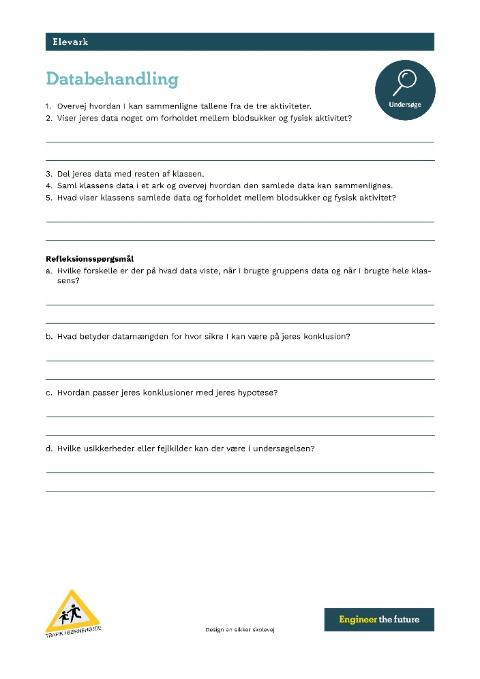 Elevark
Databehandling
Undersøge
1. Overvej hvordan I kan sammenligne tallene fra de tre aktiviteter.
2. Viser jeres data noget om forholdet mellem blodsukker og fysisk aktivitet?
3. Del jeres data med resten af klassen.
4. Saml klassens data i et ark og overvej hvordan den samlede data kan sammenlignes.
5. Hvad viser klassens samlede data og forholdet mellem blodsukker og fysisk aktivitet?
Refleksionsspørgsmål
a. Hvilke forskelle er der på hvad data viste, når I brugte gruppens data og når I brugte hele klas-
sens?
b. Hvad betyder datamængden for hvor sikre I kan være på jeres konklusion?
c. Hvordan passer jeres konklusioner med jeres hypotese?
d. Hvilke usikkerheder eller fejlkilder kan der være i undersøgelsen?
TRAFIK I BØRNEHØJDE
Design en sikker skolevej
Engineer the future